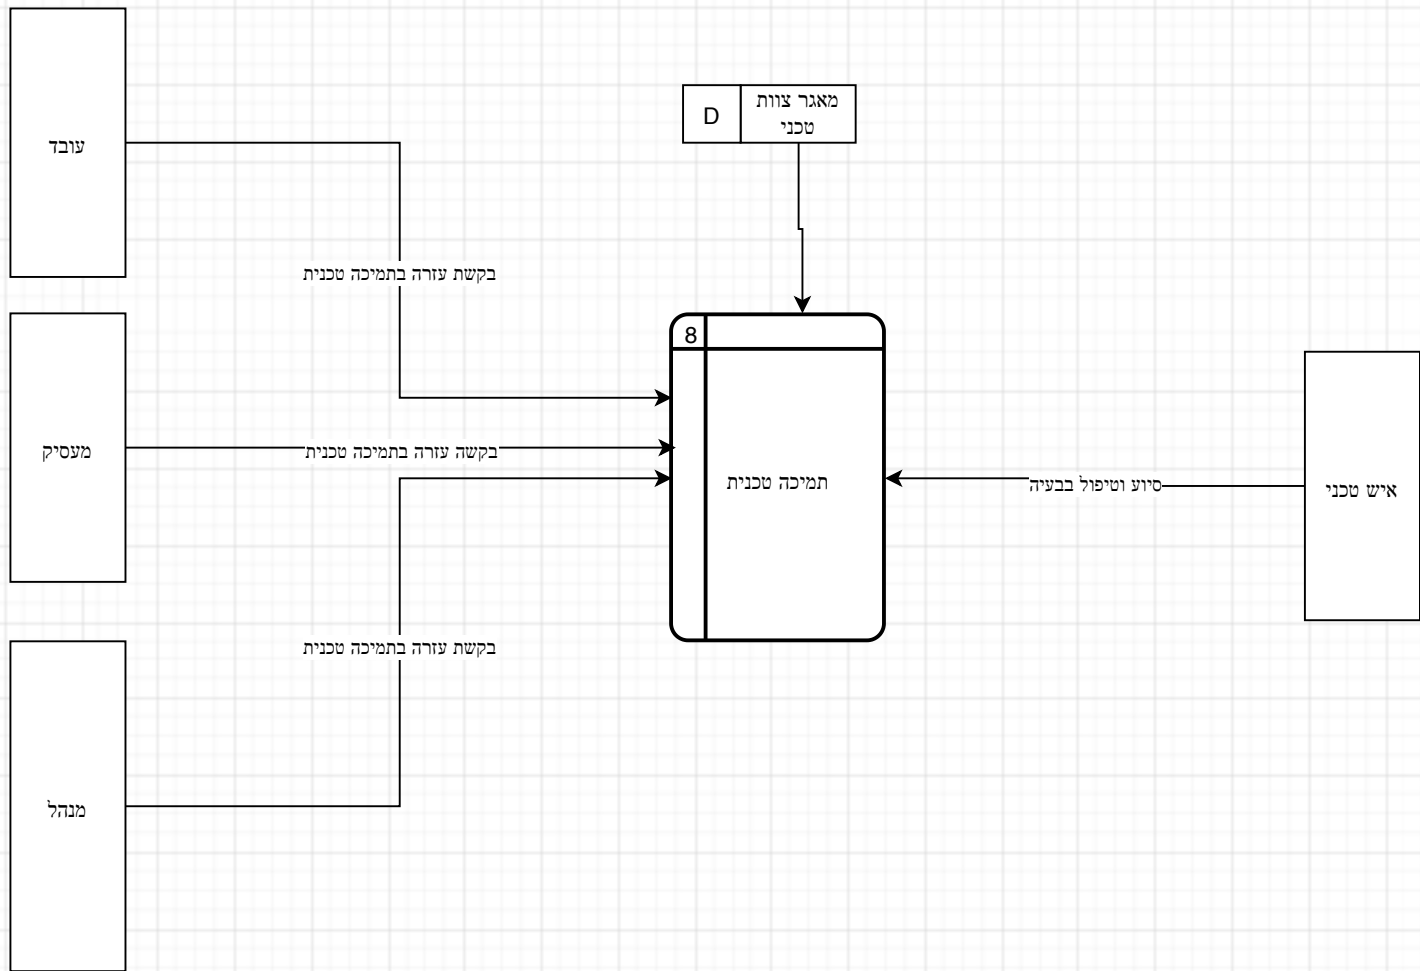 עובד
D
מאגר צוות
טכני
בקשת עזרה בתמיכה טכנית
8
מעסיק
בקשה עזרה בתמיכה טכנית
תמיכה טכנית
סיוע וטיפול בבעיה
איש טכני
בקשת עזרה בתמיכה טכנית
מנהל